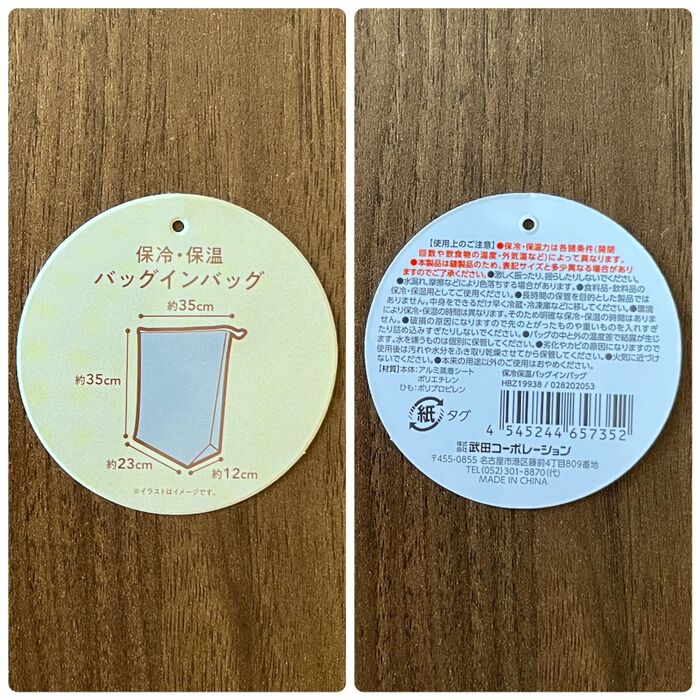 保冷・保温
バッグインバッグ
約35cm
約35cm
約23cm
約12cm
※イラストはイメージです。
【使用上のご注意】●保冷・保温力は各諸条件(開閉
回数や飲食物の温度・外気温など)によって異なります。
●本製品は縫製品のため、表記サイズと多少異なる場合があり
ますのでご了承ください。●激しく振ったり、揺らしたりしないでください。
●水漏れ、摩擦などにより色落ちする場合があります。●食料品・飲料品の
保冷・保温用としてご使用ください。●長時間の保管を目的とした製品では
ありません。中身をできるだけ早く冷蔵・冷凍庫などに移してください。●環境
により保冷・保温の時間は異なります。そのため明確な保冷・保温の時間はありま
せん。●破損の原因になりますので先のとがったものや重いものを入れすぎ
たり詰め込みすぎたりしないでください。●バッグの中と外の温度差で結露が生じ
ます。水を嫌うものは個別に保管してください。●劣化やカビの原因になりますので
使用後は汚れや水分をふき取り乾燥させてから保管してください。●火気に近づけ
ないでください。●本来の用途以外のご使用はおやめください。
【材質】本体:アルミ蒸着シート
ポリエチレン
ひも:ポリプロピレン
保冷保温バッグインバッグ
HBZ19938 / 028202053
紙 タグ
4 545244 657352
株式会社 武田コーポレーション
〒455-0855 名古屋市港区藤前4丁目809番地
TEL(052)301-8870(代)
MADE IN CHINA